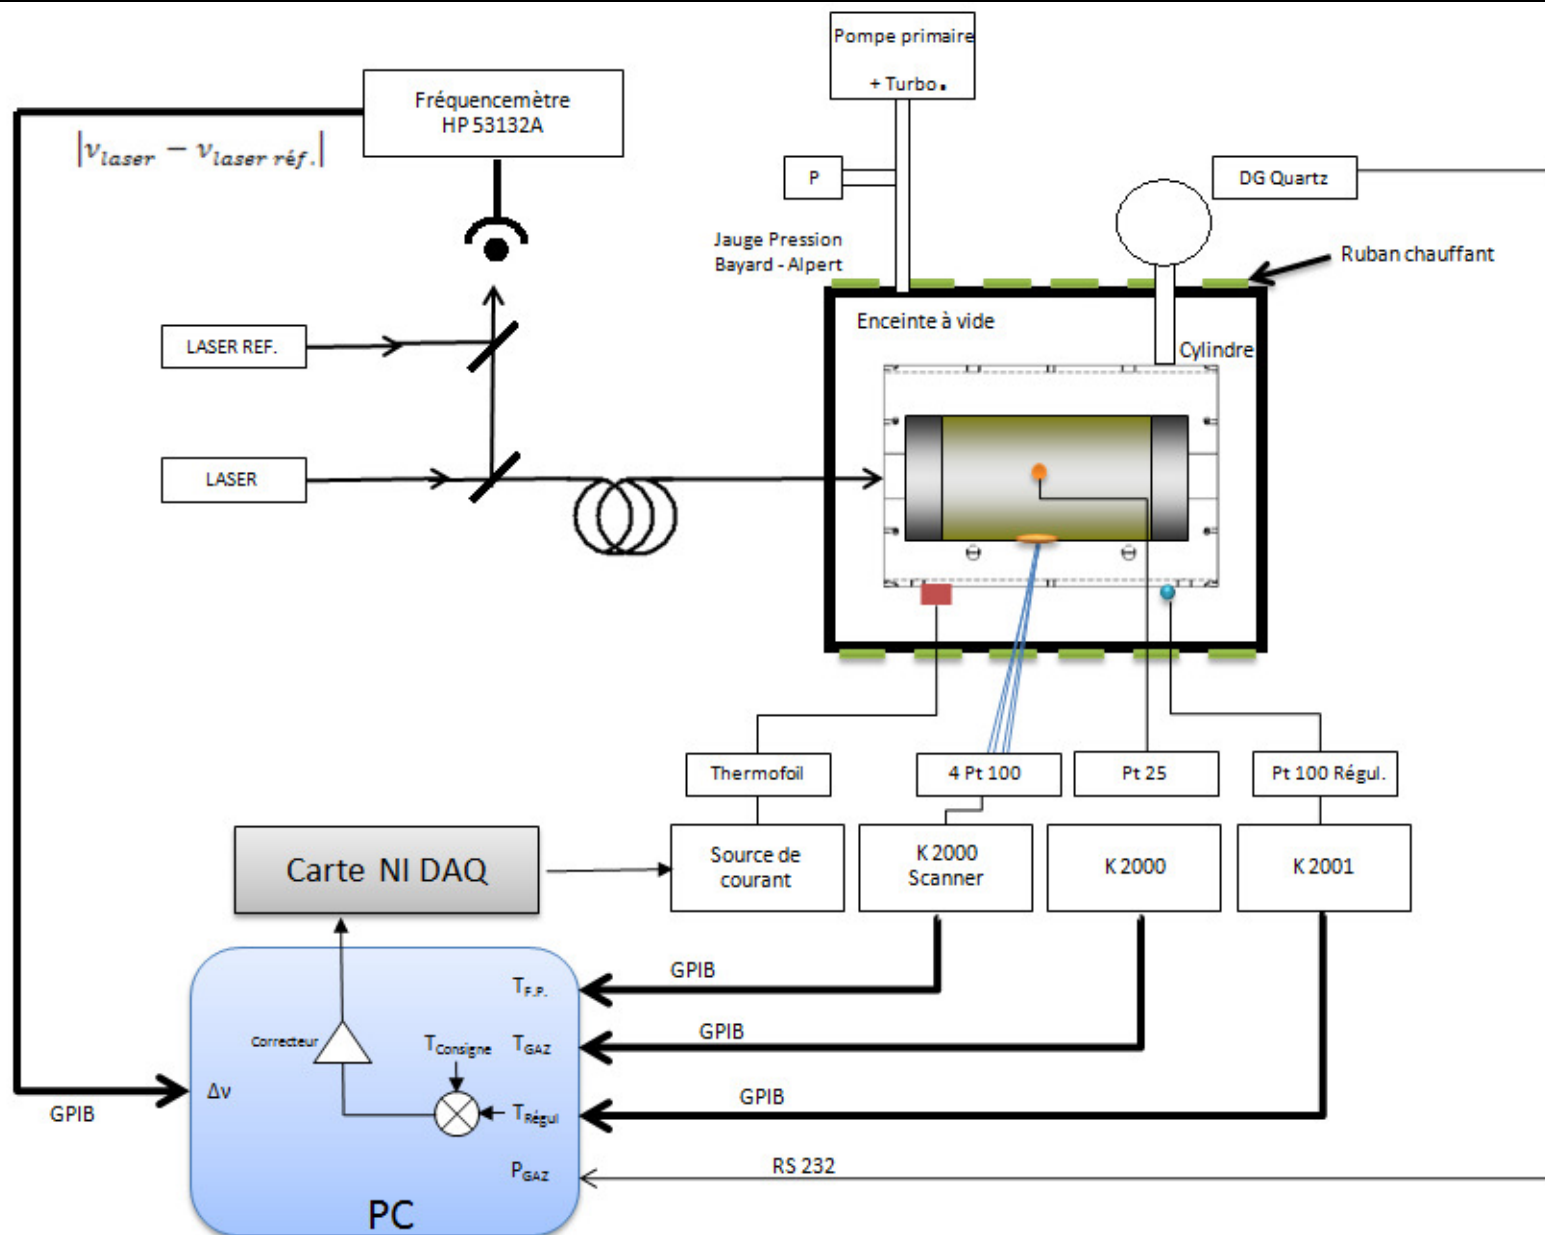 Pompe primaire
+ Turbo.
Fréquencemètre
HP 53132A
|νlaser − νlaser réf.|
P
DG Quartz
Jauge Pression
Bayard - Alpert
Ruban chauffant
Enceinte à vide
LASER REF.
Cylindre
LASER
Thermofoil
4 Pt 100
Pt 25
Pt 100 Régul.
Carte NI DAQ
Source de
courant
K 2000
Scanner
K 2000
K 2001
GPIB
TF.P.
GPIB
Correcteur
TConsigne
TGAZ
GPIB
Δν
TRégul
GPIB
RS 232
PGAZ
PC